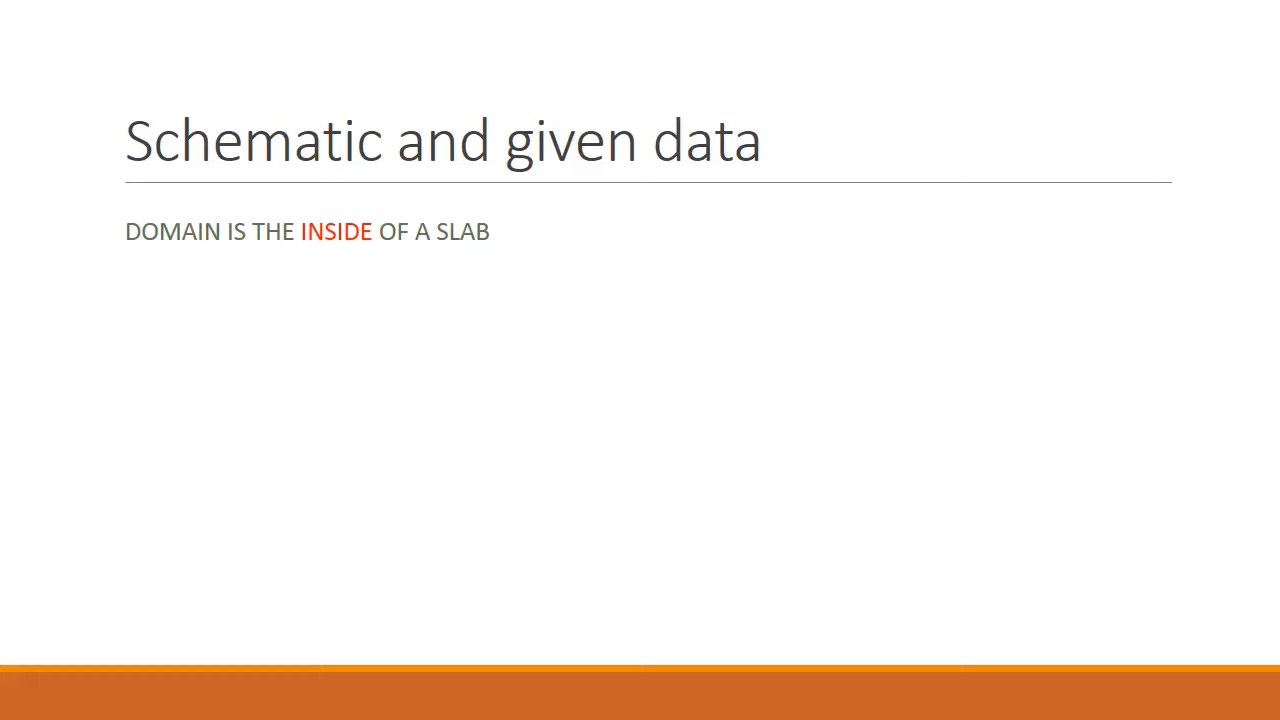 Schematic and given data
DOMAIN IS THE INSIDE OF A SLAB